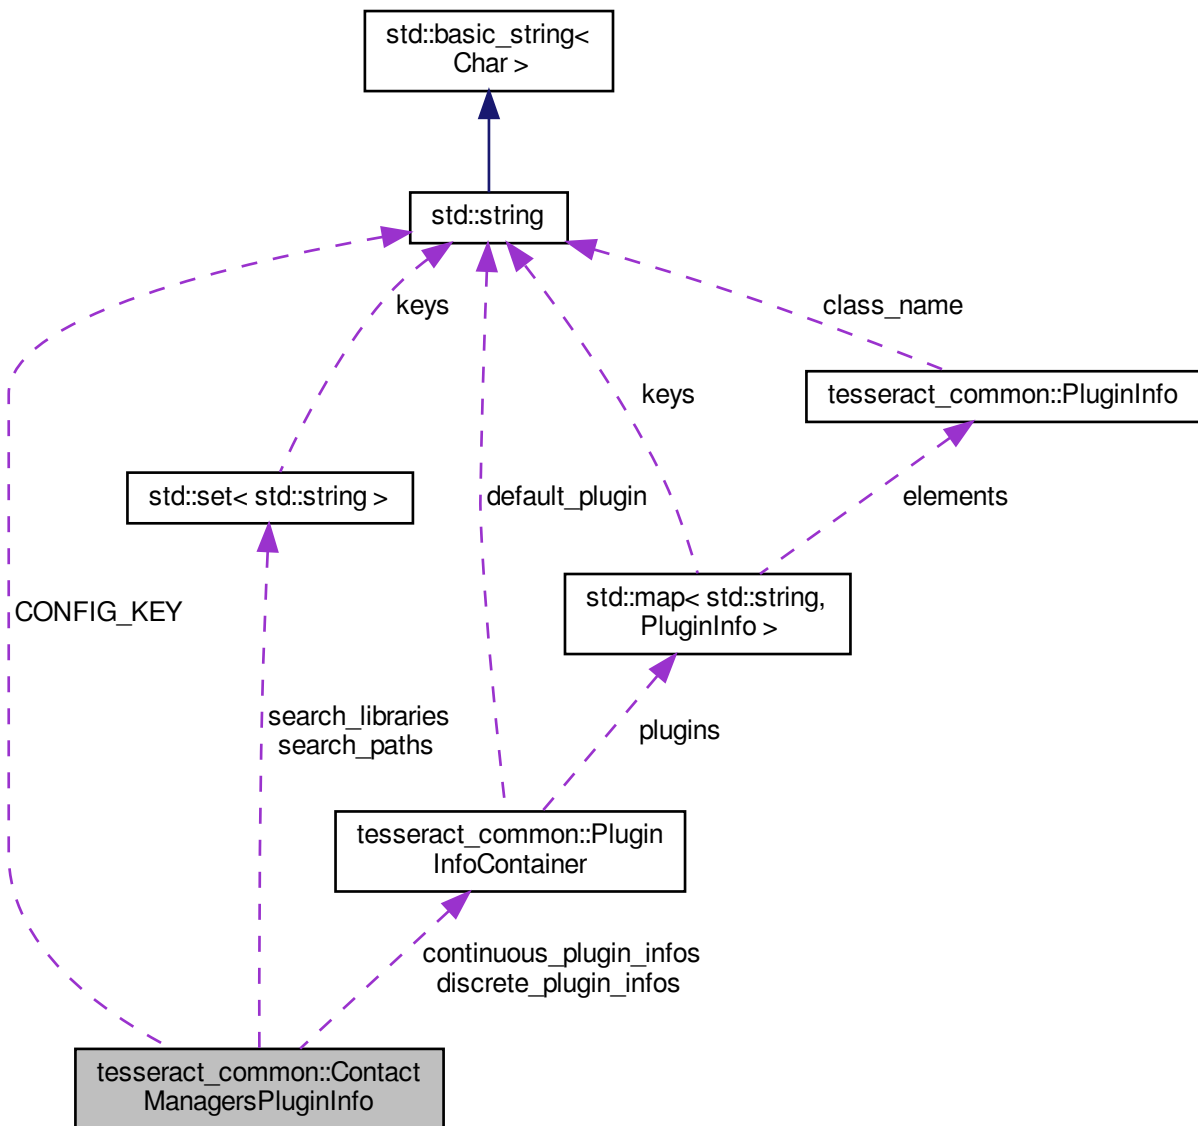 std::basic_string<
Char >
std::string
keys
class_name
keys
tesseract_common::PluginInfo
std::set< std::string >
default_plugin
elements
CONFIG_KEY
std::map< std::string,
PluginInfo >
search_libraries
search_paths
plugins
tesseract_common::Plugin
InfoContainer
continuous_plugin_infos
discrete_plugin_infos
tesseract_common::Contact
ManagersPluginInfo